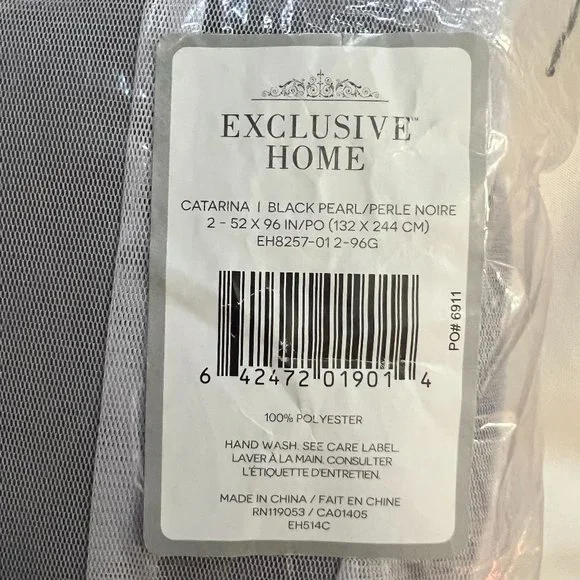 EXCLUSIVE™
HOME
CATARINA | BLACK PEARL/PERLE NOIRE
2 - 52 X 96 IN/PO (132 X 244 CM)
EH8257-01 2-96G
6 42472 01901 4
PO# 6911
100% POLYESTER
HAND WASH. SEE CARE LABEL.
LAVER À LA MAIN. CONSULTER
L'ÉTIQUETTE D'ENTRETIEN.
MADE IN CHINA / FAIT EN CHINE
RN119053 / CA01405
EH514C